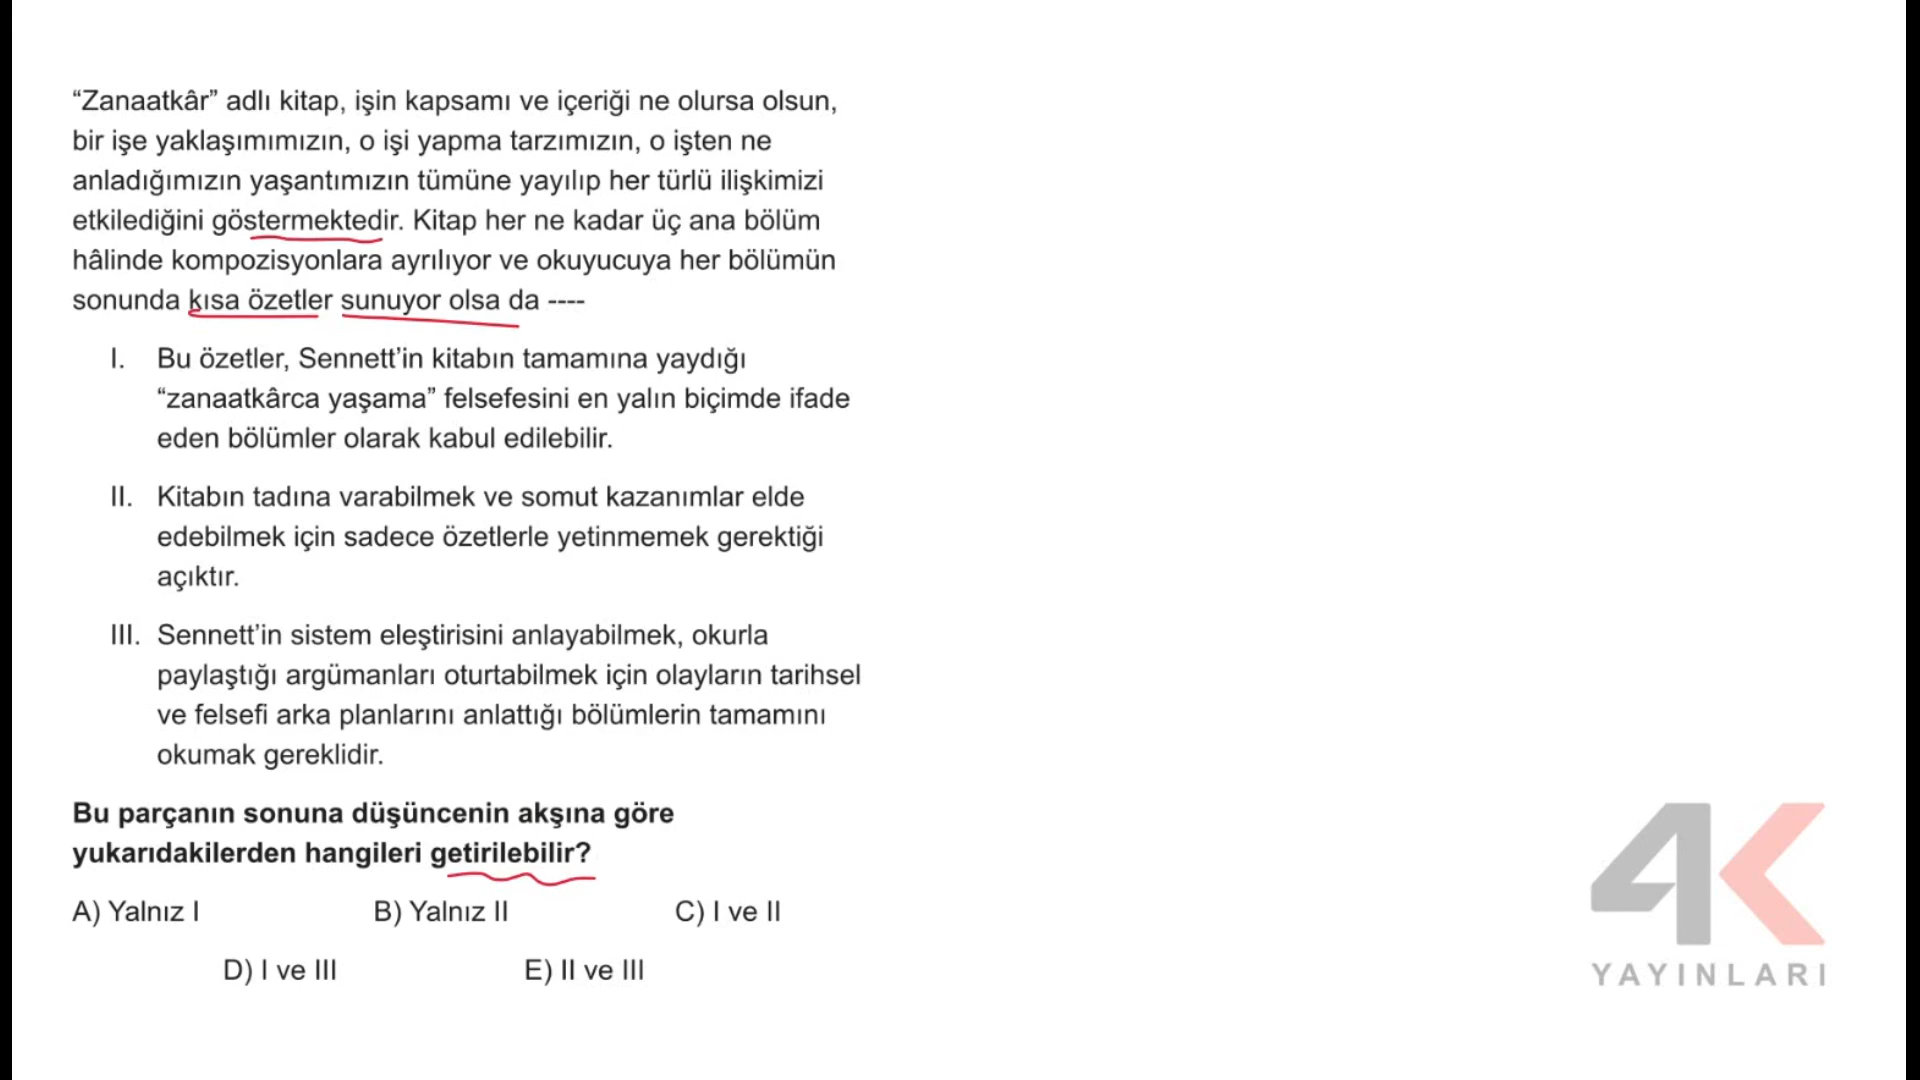 “Zanaatkâr” adlı kitap, işin kapsamı ve içeriği ne olursa olsun,
bir işe yaklaşımımızın, o işi yapma tarzımızın, o işten ne
anladığımızın yaşantımızın tümüne yayılıp her türlü ilişkimizi
etkilediğini göstermektedir. Kitap her ne kadar üç ana bölüm
hâlinde kompozisyonlara ayrılıyor ve okuyucuya her bölümün
sonunda kısa özetler sunuyor olsa da ----
I. Bu özetler, Sennett’in kitabın tamamına yaydığı
“zanaatkârca yaşama” felsefesini en yalın biçimde ifade
eden bölümler olarak kabul edilebilir.
II. Kitabın tadına varabilmek ve somut kazanımlar elde
edebilmek için sadece özetlerle yetinmemek gerektiği
açıktır.
III. Sennett’in sistem eleştirisini anlayabilmek, okurla
paylaştığı argümanları oturtabilmek için olayların tarihsel
ve felsefi arka planlarını anlattığı bölümlerin tamamını
okumak gereklidir.
Bu parçanın sonuna düşüncenin akşına göre
yukarıdakilerden hangileri getirilebilir?
A) Yalnız I B) Yalnız II C) I ve II
D) I ve III E) II ve III
4K
YAYINLARI